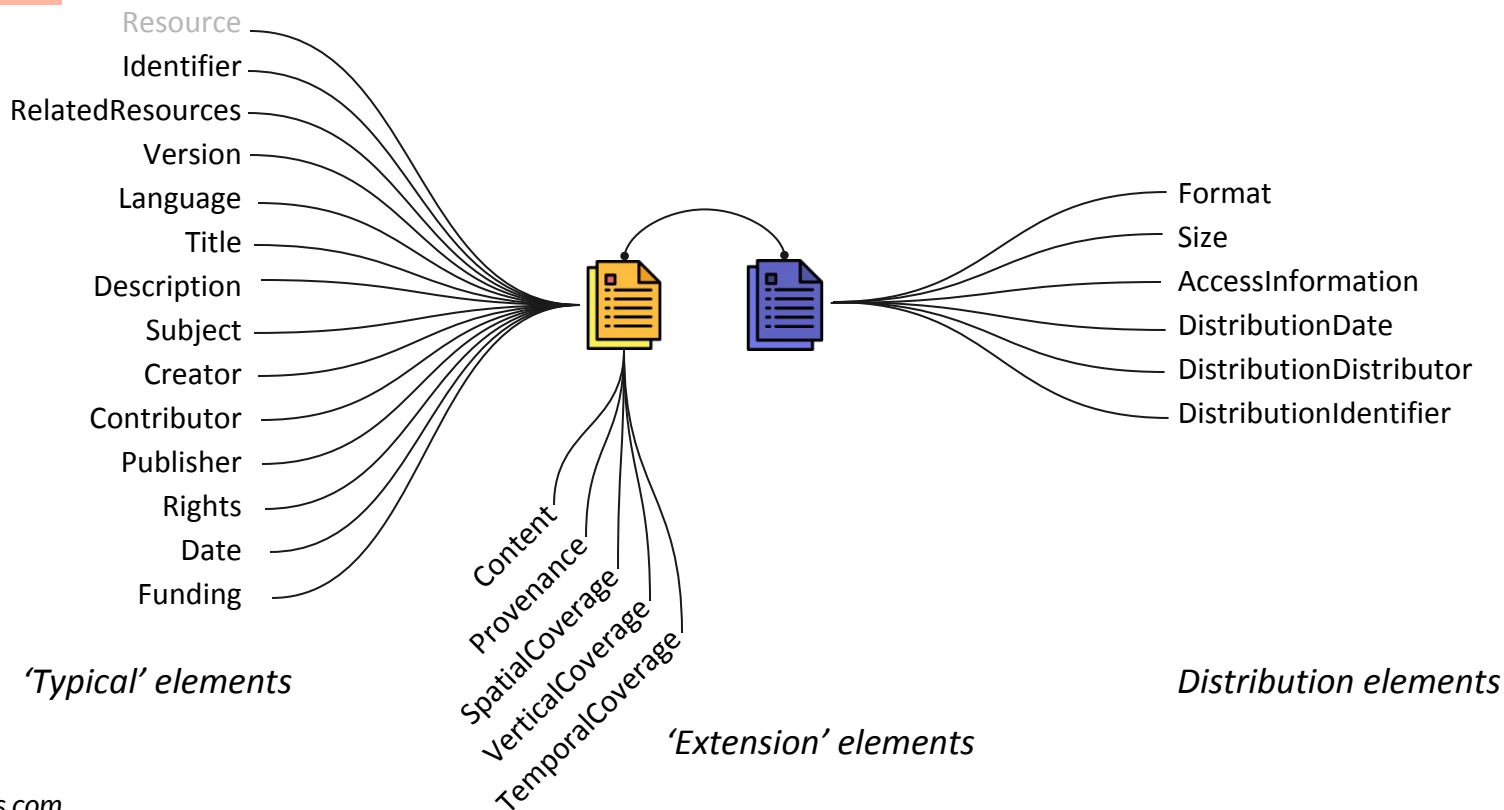 Resource
Identifier
RelatedResources
Version
Language
Title
Description
Subject
Creator
Contributor
Publisher
Rights
Date
Funding
‘Typical’ elements
Content
Provenance
SpatialCoverage
VerticalCoverage
TemporalCoverage
‘Extension’ elements
Format
Size
AccessInformation
DistributionDate
DistributionDistributor
DistributionIdentifier
Distribution elements
s.com